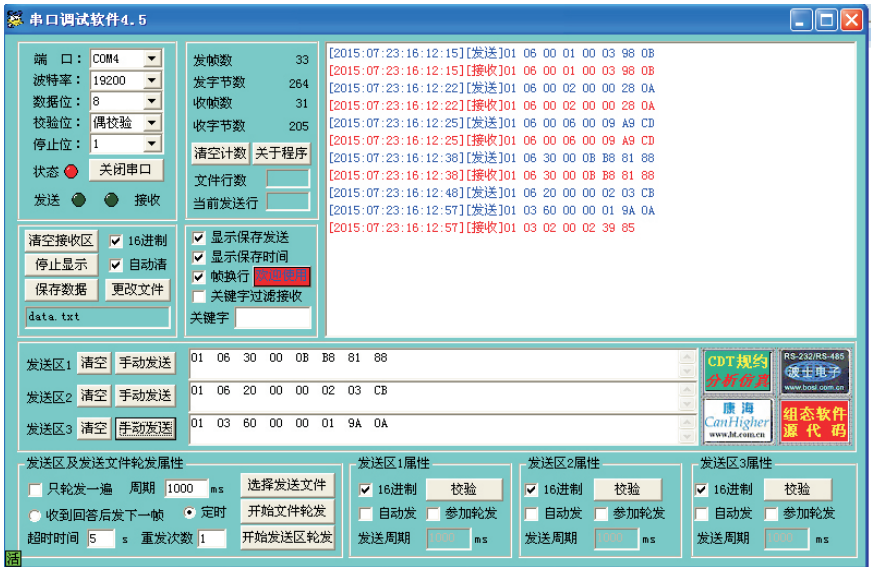 串口调试软件4.5
端 口： COM4
波特率： 19200
数据位： 8
校验位： 偶校验
停止位： 1
状态 关闭串口
发送 接收
发帧数 33
发字节数 264
收帧数 31
收字节数 205
清空计数 关于程序
文件行数
当前发送行
[2015:07:23:16:12:15][发送]01 06 00 01 00 03 98 0B
[2015:07:23:16:12:15][接收]01 06 00 01 00 03 98 0B
[2015:07:23:16:12:22][发送]01 06 00 02 00 00 28 0A
[2015:07:23:16:12:22][接收]01 06 00 02 00 00 28 0A
[2015:07:23:16:12:25][发送]01 06 00 06 00 09 A9 CD
[2015:07:23:16:12:25][接收]01 06 00 06 00 09 A9 CD
[2015:07:23:16:12:38][发送]01 06 30 00 0B B8 81 88
[2015:07:23:16:12:38][接收]01 06 30 00 0B B8 81 88
[2015:07:23:16:12:48][发送]01 06 20 00 00 02 03 CB
[2015:07:23:16:12:57][发送]01 03 60 00 00 01 9A 0A
[2015:07:23:16:12:57][接收]01 03 02 00 02 39 85
清空接收区 16进制
停止显示 自动清
保存数据 更改文件
data.txt
显示保存发送
显示保存时间
帧换行 欢迎使用
关键字过滤接收
关键字
发送区1 清空 手动发送 01 06 30 00 0B B8 81 88
发送区2 清空 手动发送 01 06 20 00 00 02 03 CB
发送区3 清空 手动发送 01 03 60 00 00 01 9A 0A
CDT规约
分析仿真
RS-232/RS-485
波士电子
www.bosi.com.cn
康海
CanHigher
www.ht.com.cn
组态软件
源代码
发送区及发送文件轮发属性
只轮发一遍 周期 1000 ms 选择发送文件
收到回答后发下一帧 定时 开始文件轮发
超时时间 5 s 重发次数 1 开始发送区轮发
发送区1属性
16进制 校验
自动发 参加轮发
发送周期 1000 ms
发送区2属性
16进制 校验
自动发 参加轮发
发送周期 1000 ms
发送区3属性
16进制 校验
自动发 参加轮发
发送周期 1000 ms
活